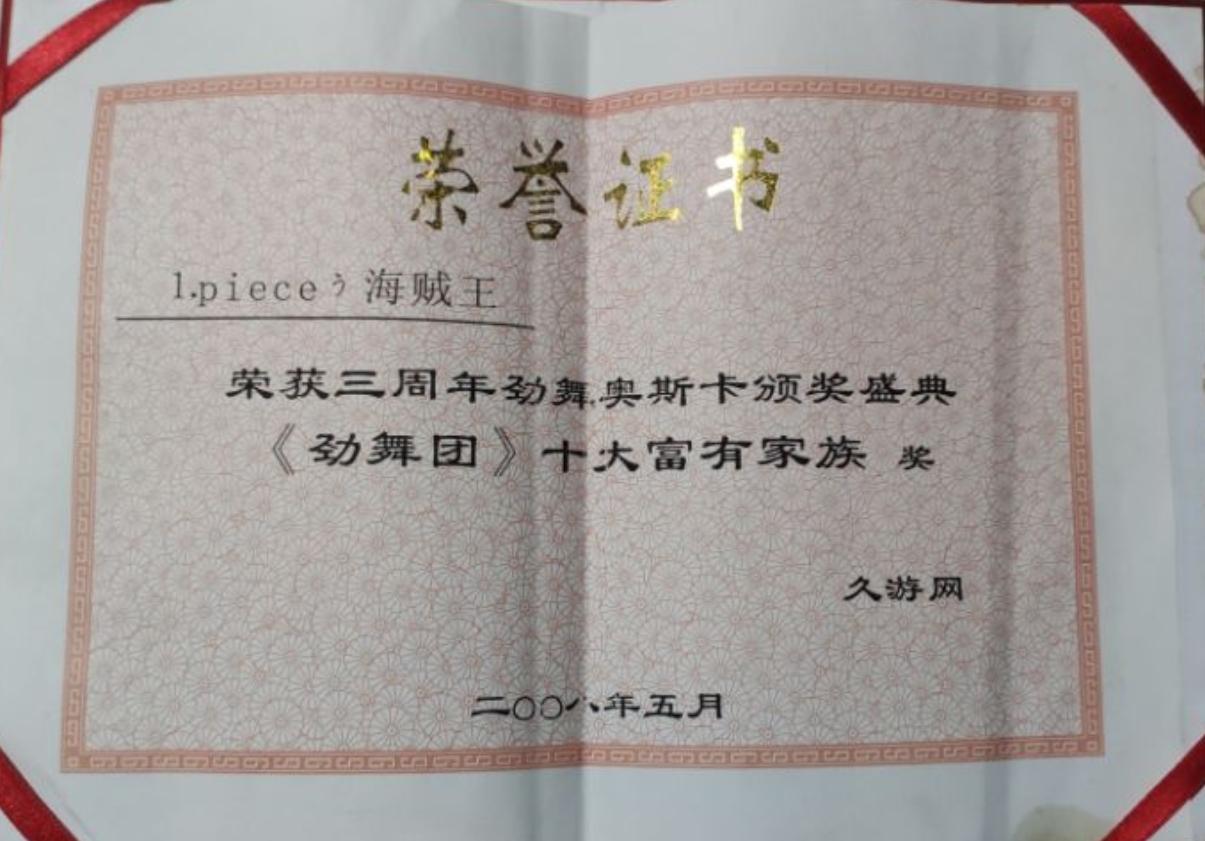 荣誉证书
1.pieceぅ海贼王
荣获三周年劲舞.奥斯卡颁奖盛典
《劲舞团》十大富有家族 奖
久游网
二〇〇八年五月